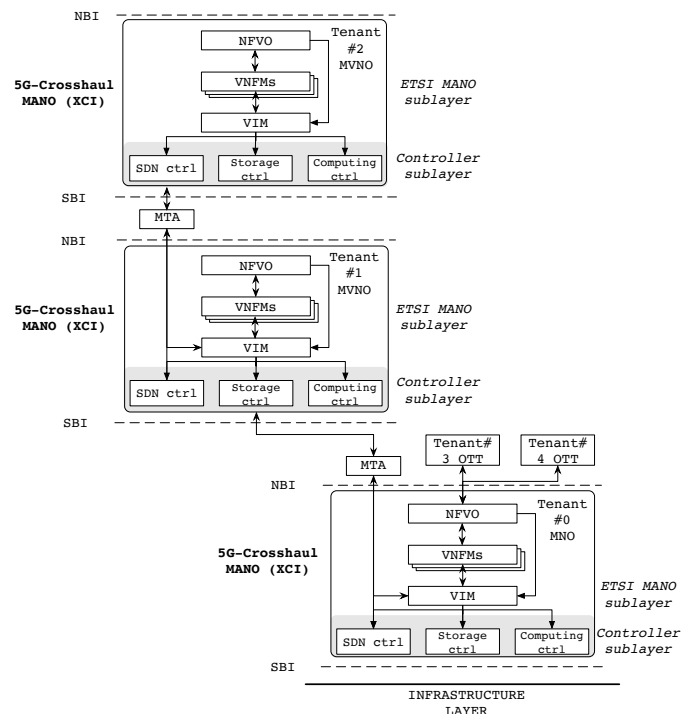 NBI
Tenant
#2
MVNO
NFVO
5G-Crosshaul
MANO (XCI)
VNFMs
ETSI MANO
sublayer
VIM
Controller
sublayer
SDN ctrl
Storage
ctrl
Computing
ctrl
SBI
MTA
NBI
Tenant
#1
MVNO
NFVO
5G-Crosshaul
MANO (XCI)
VNFMs
ETSI MANO
sublayer
VIM
Controller
sublayer
SDN ctrl
Storage
ctrl
Computing
ctrl
SBI
MTA
Tenant#
3 OTT
Tenant#
4 OTT
NBI
Tenant
#0
MNO
NFVO
5G-Crosshaul
MANO (XCI)
VNFMs
ETSI MANO
sublayer
VIM
Controller
sublayer
SDN ctrl
Storage
ctrl
Computing
ctrl
SBI
INFRASTRUCTURE
LAYER